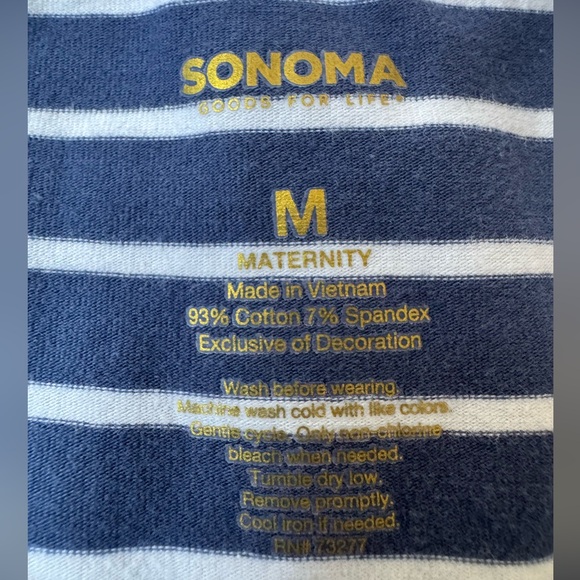 SONOMA
GOODS FOR LIFE
M
MATERNITY
Made in Vietnam
93% Cotton 7% Spandex
Exclusive of Decoration
Wash before wearing.
Machine wash cold with like colors.
Gentle cycle. Only non-chlorine
bleach when needed.
Tumble dry low.
Remove promptly.
Cool iron if needed.
RN# 73277